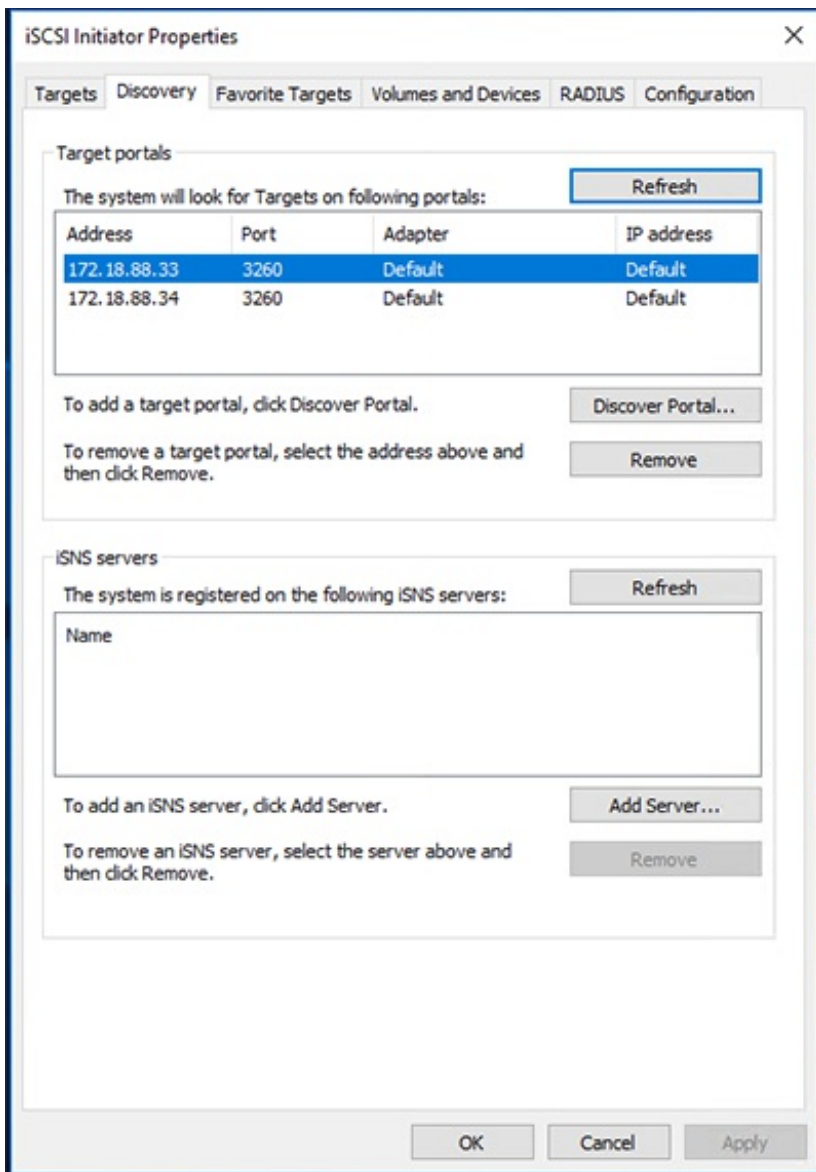 iSCSI Initiator Properties
Targets Discovery Favorite Targets Volumes and Devices RADIUS Configuration
Target portals
The system will look for Targets on following portals:
Refresh
Address Port Adapter IP address
172.18.88.33 3260 Default Default
172.18.88.34 3260 Default Default
To add a target portal, click Discover Portal.
Discover Portal...
To remove a target portal, select the address above and
then click Remove.
Remove
iSNS servers
The system is registered on the following iSNS servers:
Refresh
Name
To add an iSNS server, click Add Server.
Add Server...
To remove an iSNS server, select the server above and
then click Remove.
Remove
OK Cancel Apply